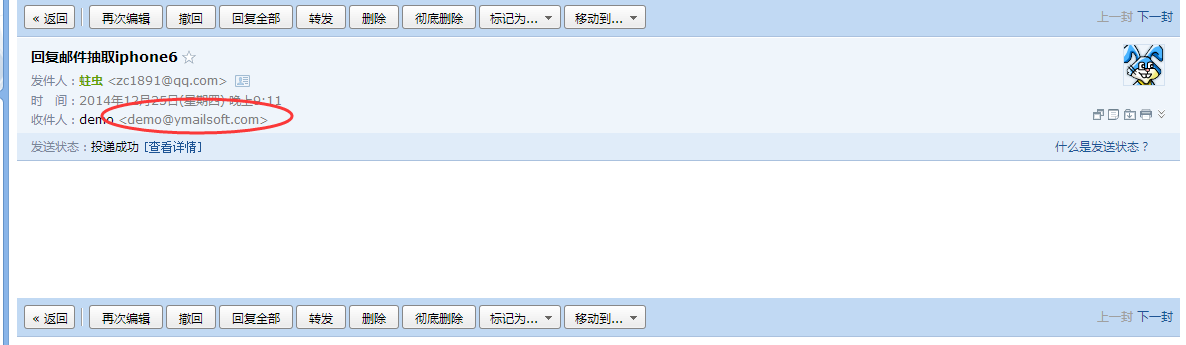 « 返回 再次编辑 撤回 回复全部 转发 删除 彻底删除 标记为... 移动到... 上一封 下一封
回复邮件抽取iphone6
发件人：蛀虫 <zc1891@qq.com>
时 间：2014年12月25日(星期四) 晚上9:11
收件人：demo <demo@ymailsoft.com>
发送状态：投递成功 [查看详情] 什么是发送状态？
« 返回 再次编辑 撤回 回复全部 转发 删除 彻底删除 标记为... 移动到... 上一封 下一封